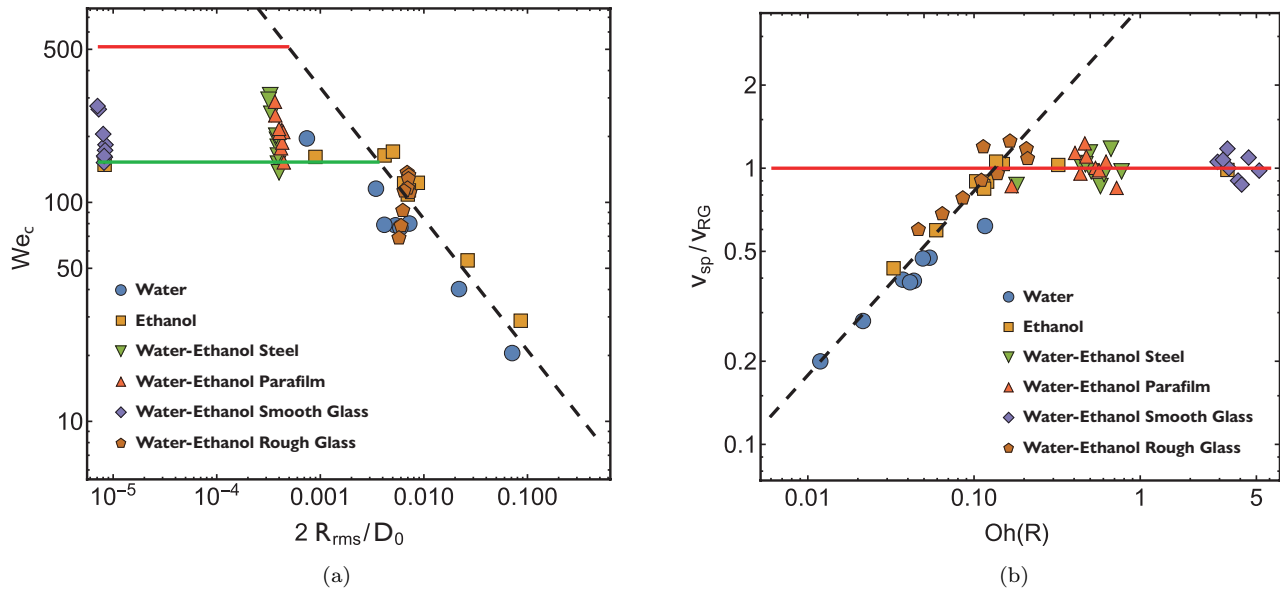 500
100
50
10
We_c
10^-5
10^-4
0.001
0.010
0.100
2 R_rms/D_0
Water
Ethanol
Water-Ethanol Steel
Water-Ethanol Parafilm
Water-Ethanol Smooth Glass
Water-Ethanol Rough Glass
(a)
2
1
0.5
0.2
0.1
v_sp/v_RG
0.01
0.10
1
5
Oh(R)
Water
Ethanol
Water-Ethanol Steel
Water-Ethanol Parafilm
Water-Ethanol Smooth Glass
Water-Ethanol Rough Glass
(b)